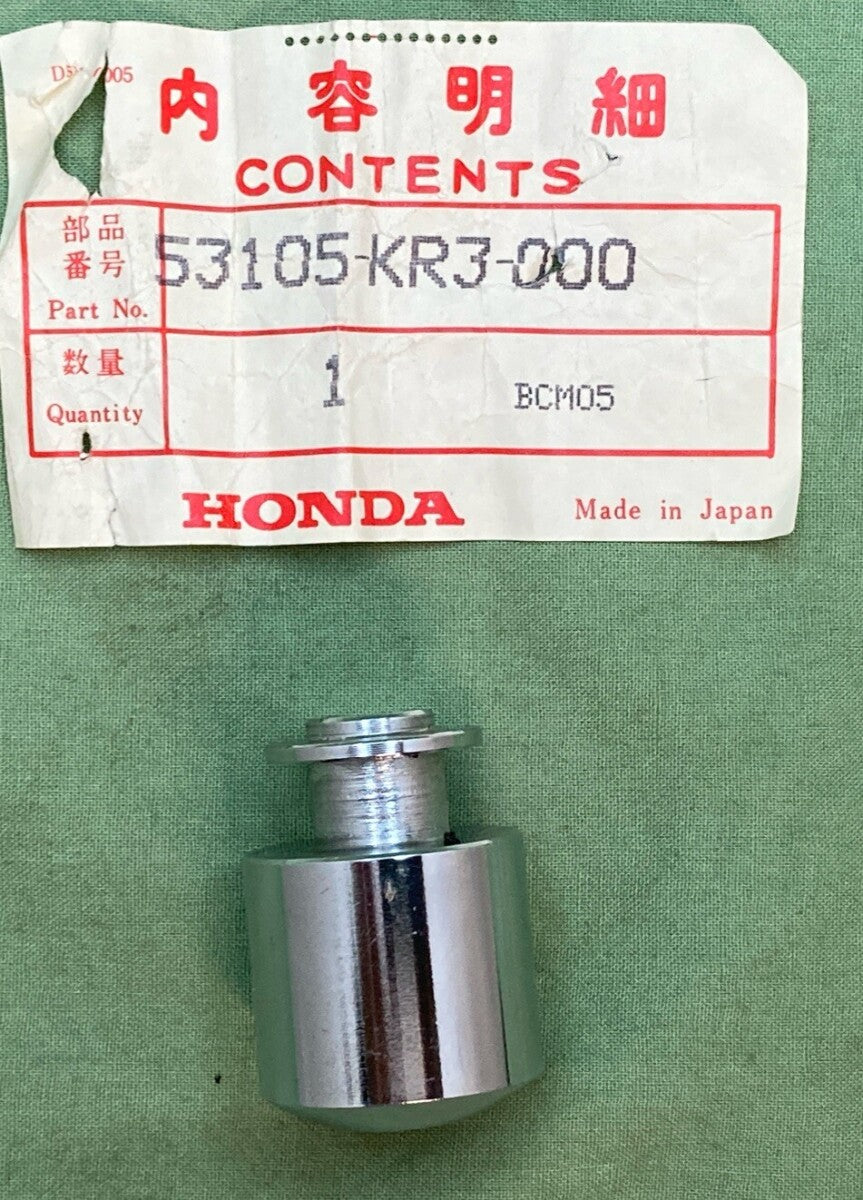 内容明細
CONTENTS
部品
番号
Part No.
53105-KR3-000
数量
Quantity
1
BCM05
HONDA
Made in Japan